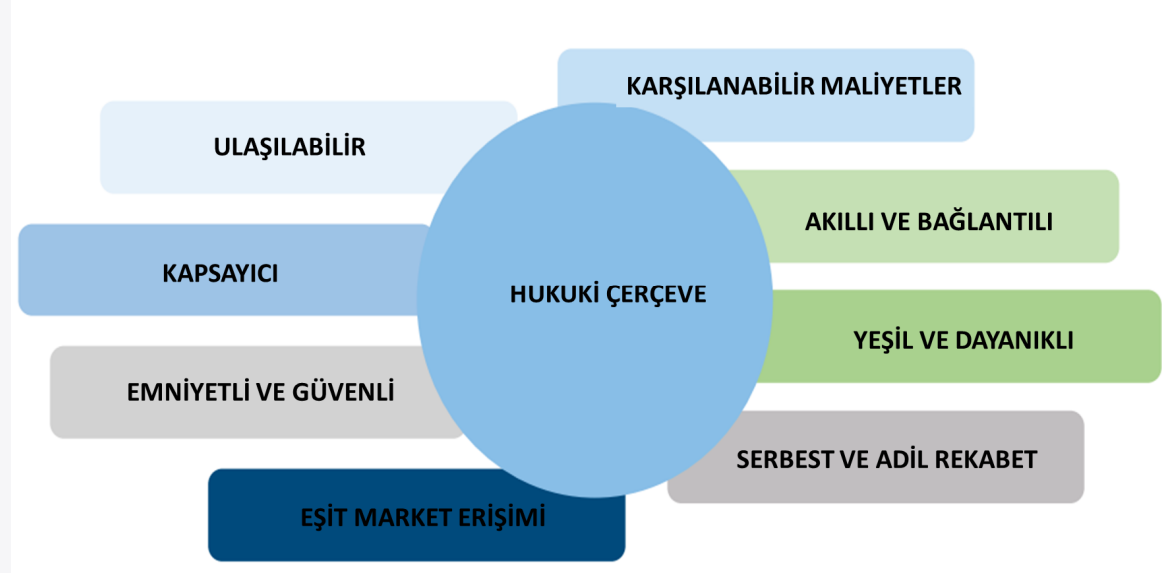 KARŞILANABİLİR MALİYETLER
ULAŞILABİLİR
AKILLI VE BAĞLANTILI
KAPSAYICI
HUKUKİ ÇERÇEVE
YEŞİL VE DAYANIKLI
EMNİYETLİ VE GÜVENLİ
SERBEST VE ADİL REKABET
EŞİT MARKET ERİŞİMİ